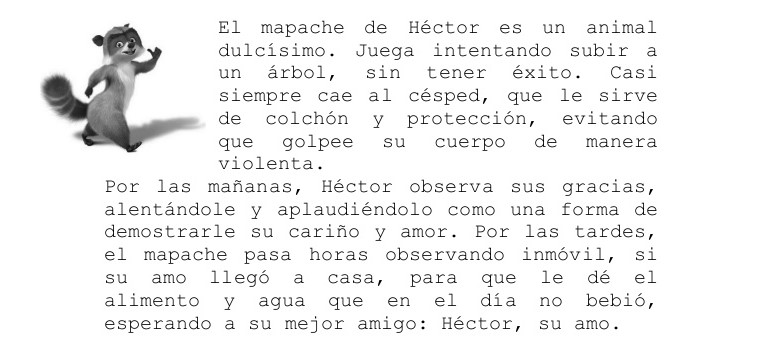 El mapache de Héctor es un animal
dulcísimo. Juega intentando subir a
un árbol, sin tener éxito. Casi
siempre cae al césped, que le sirve
de colchón y protección, evitando
que golpee su cuerpo de manera
violenta.
Por las mañanas, Héctor observa sus gracias,
alentándole y aplaudiéndolo como una forma de
demostrarle su cariño y amor. Por las tardes,
el mapache pasa horas observando inmóvil, si
su amo llegó a casa, para que le dé el
alimento y agua que en el día no bebió,
esperando a su mejor amigo: Héctor, su amo.